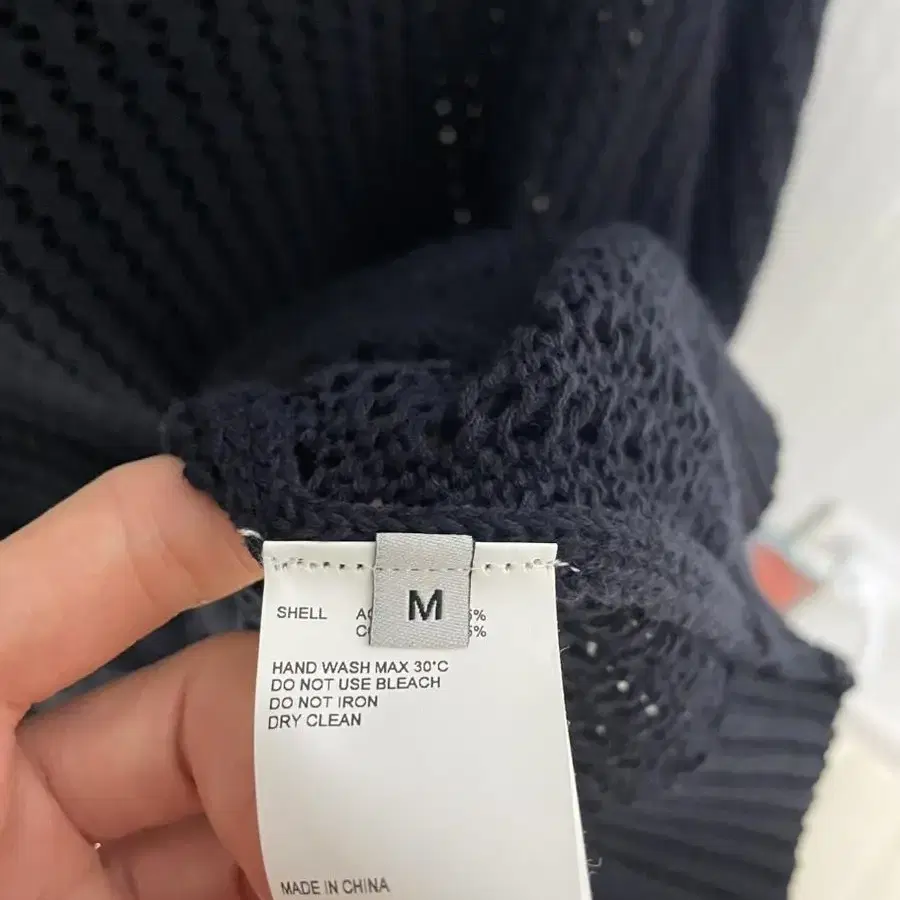 M
SHELL
HAND WASH MAX 30°C
DO NOT USE BLEACH
DO NOT IRON
DRY CLEAN
MADE IN CHINA